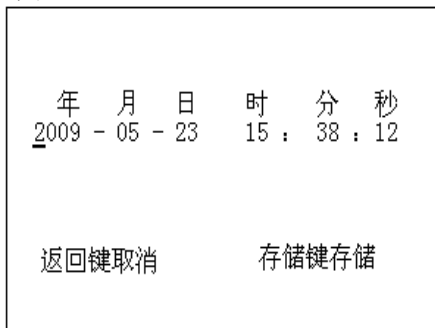 年 月 日 时 分 秒
2009 - 05 - 23 15 : 38 : 12
返回键取消 存储键存储